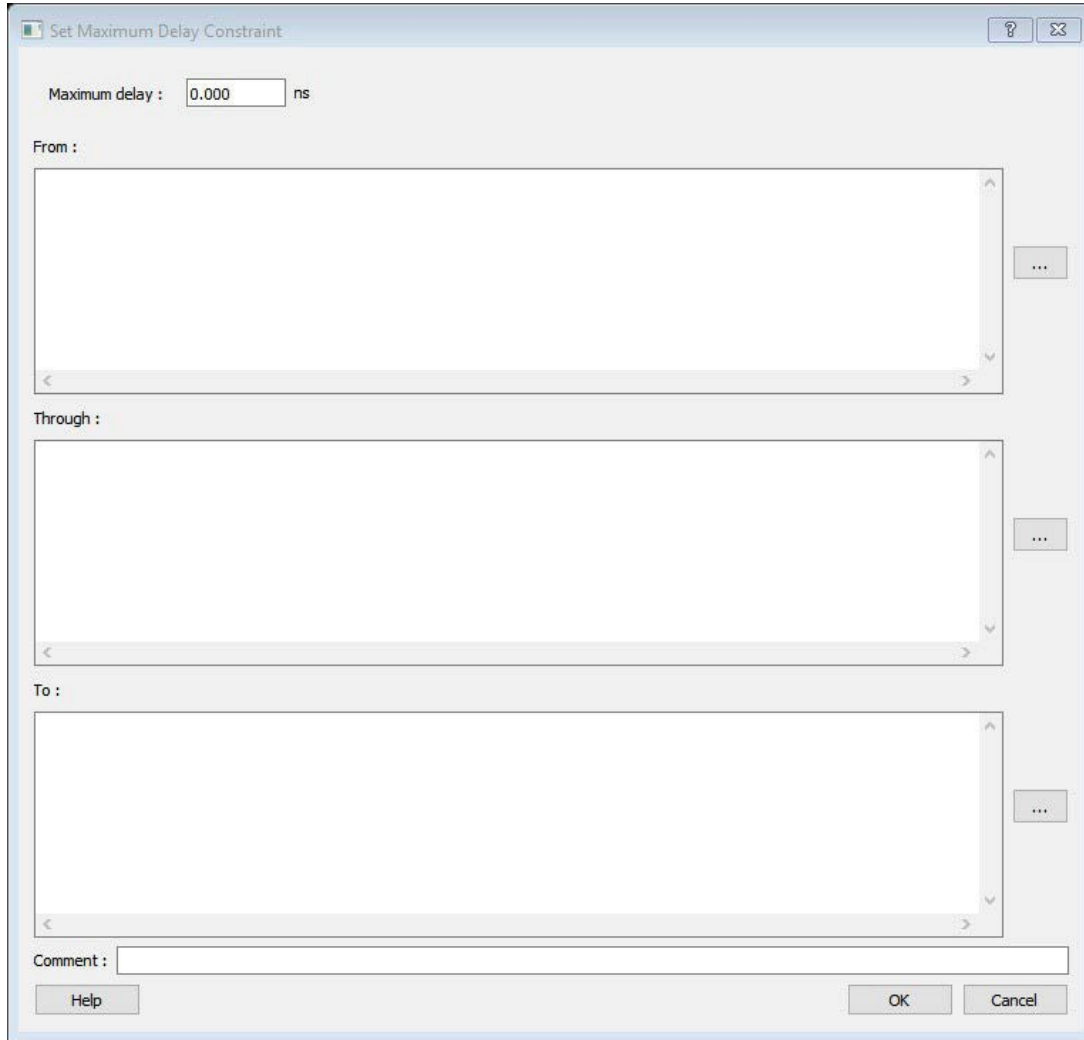 Set Maximum Delay Constraint
Maximum delay : 0.000 ns
From :
...
Through :
...
To :
...
Comment :
Help OK Cancel